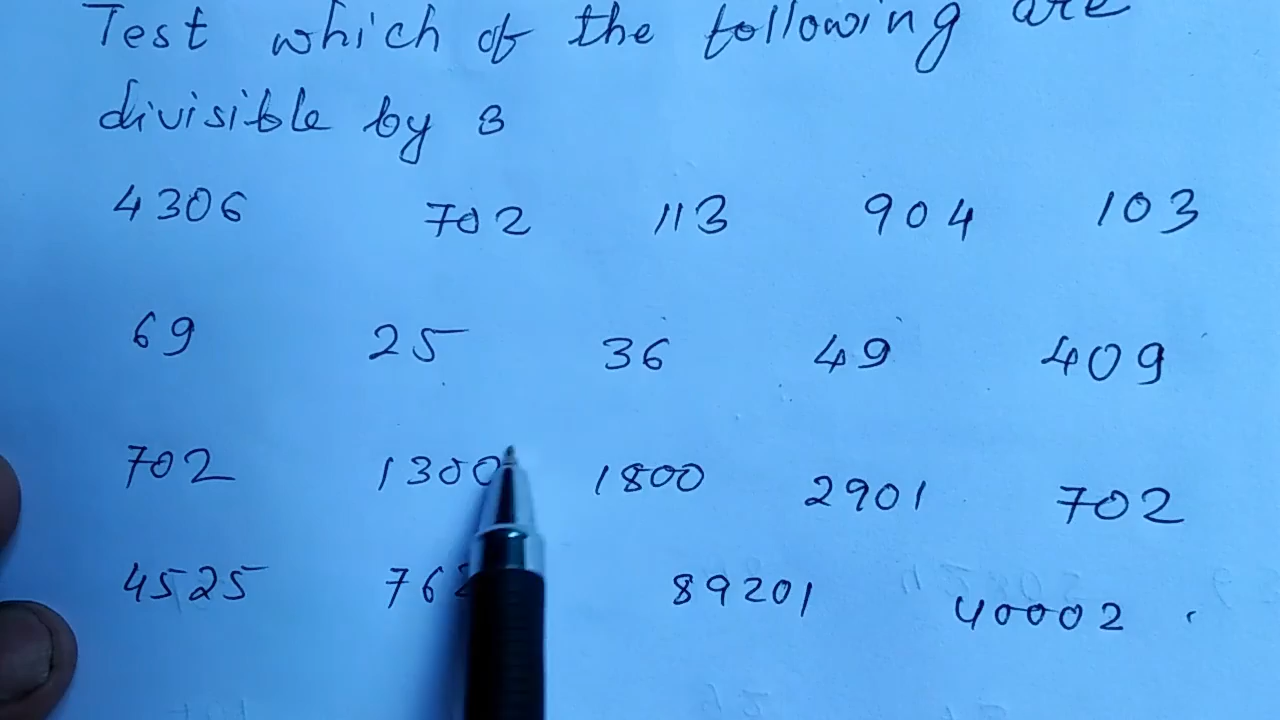 Test which of the following are
divisible by 3
4306 702 113 904 103
69 25 36 49 409
702 1300 1800 2901 702
4525 89201 40002